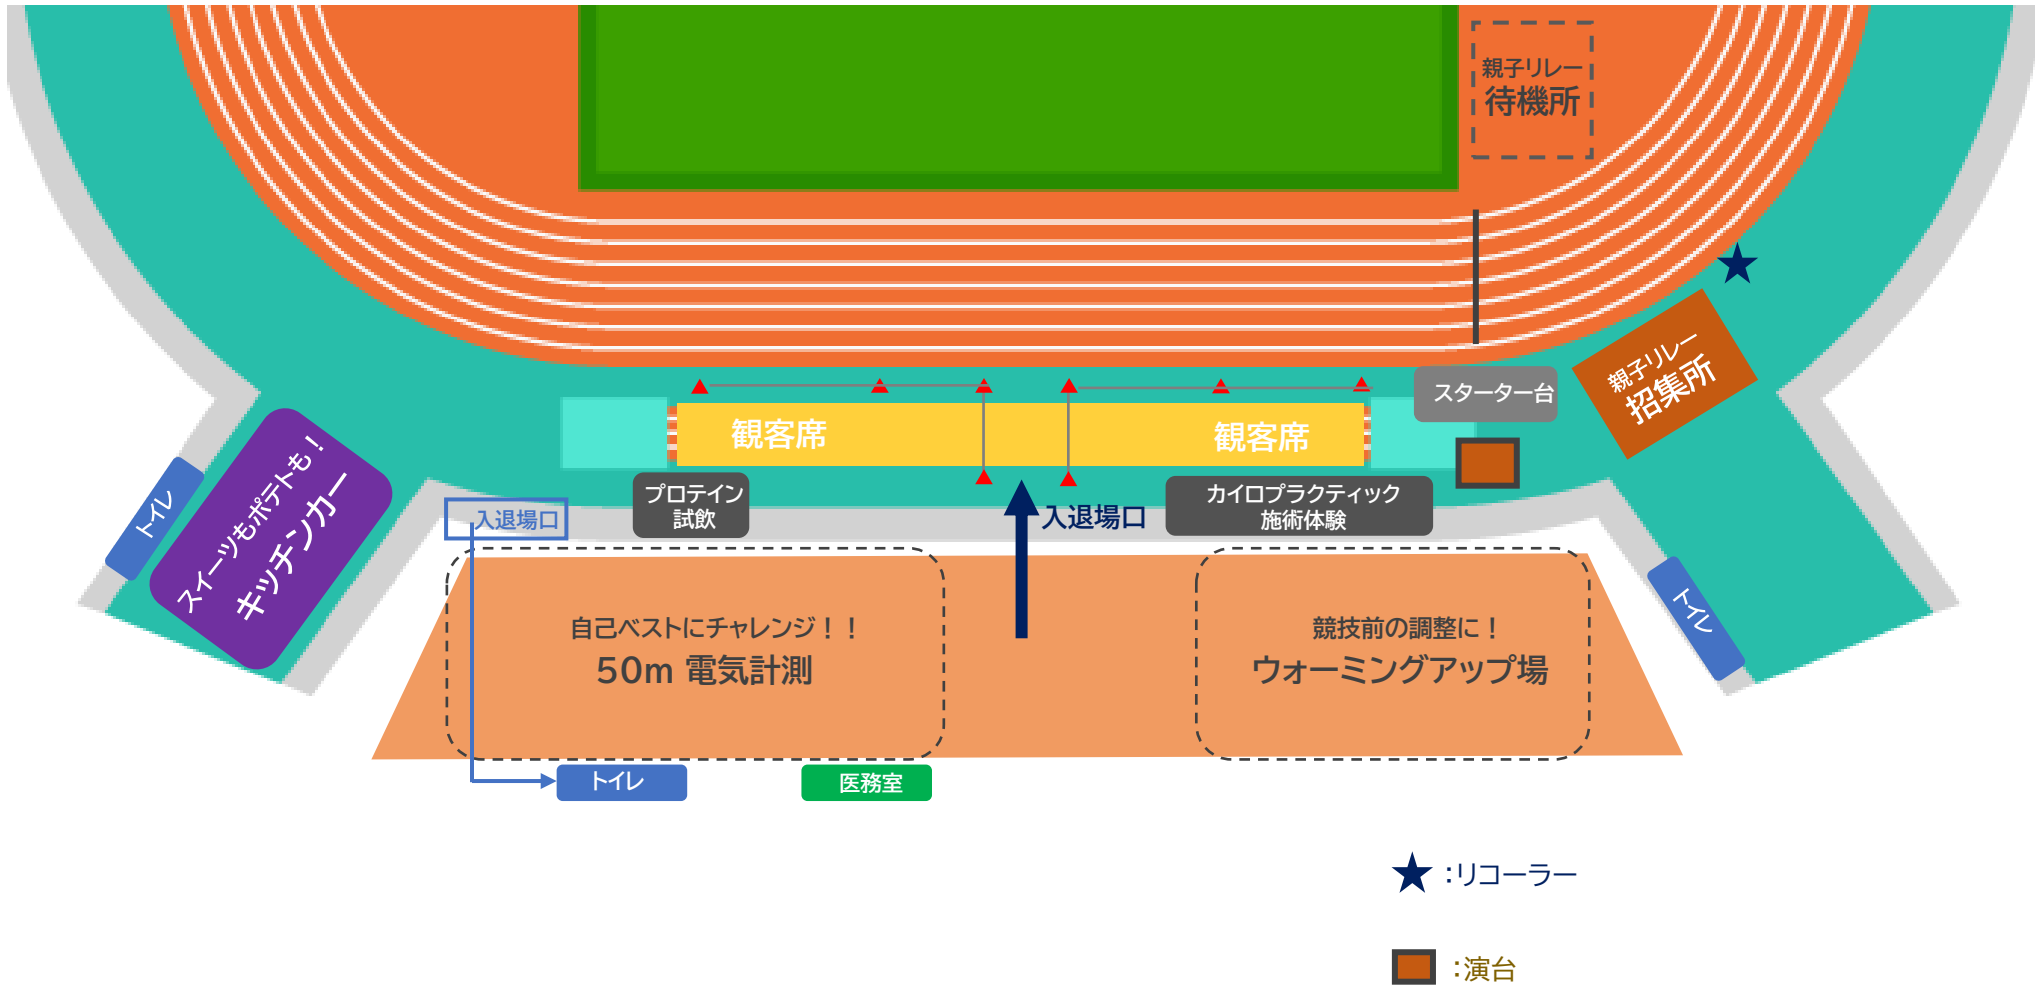 親子リレー
待機所
親子リレー
招集所
スターター台
観客席
観客席
プロテイン
試飲
カイロプラクティック
施術体験
入退場口
入退場口
スイーツもポテトも！
キッチンカー
トイレ
トイレ
自己ベストにチャレンジ！！
50m 電気計測
競技前の調整に！
ウォーミングアップ場
トイレ
医務室
：リコーラー
：演台